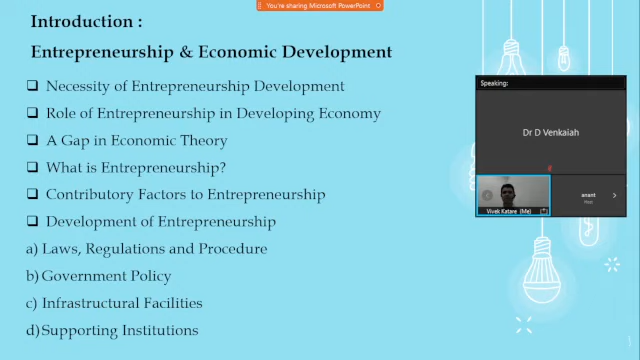 You're sharing Microsoft PowerPoint
Introduction :
Entrepreneurship & Economic Development
Necessity of Entrepreneurship Development
Role of Entrepreneurship in Developing Economy
A Gap in Economic Theory
What is Entrepreneurship?
Contributory Factors to Entrepreneurship
Development of Entrepreneurship
a) Laws, Regulations and Procedure
b) Government Policy
c) Infrastructural Facilities
d) Supporting Institutions
Speaking:
Dr D Venkaiah
Vivek Katare (Me)
anant
Host